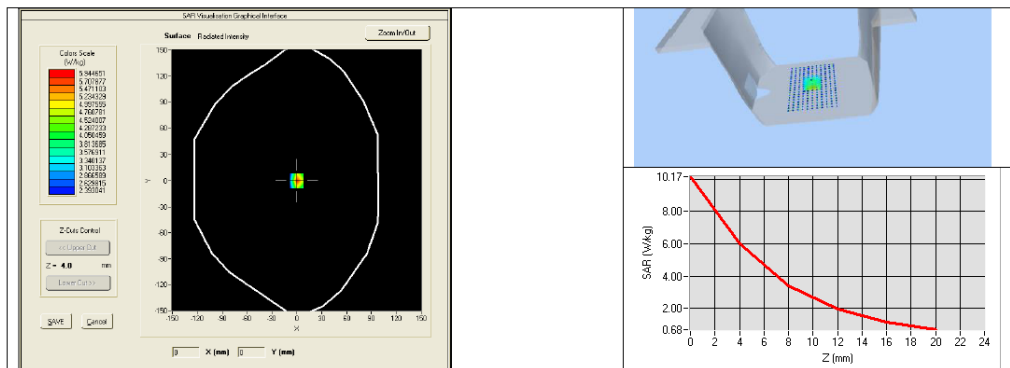 SAR Visualisation Graphical Interface
Surface Radiated Intensity
Zoom In/Out
Colors Scale
(W/kg)
5.944651
5.707877
5.471103
5.234329
4.997555
4.760781
4.524007
4.287233
4.050459
3.813685
3.576911
3.340137
3.103363
2.866589
2.629815
2.393041
Z-Cuts Control
<< Upper Cut
Z = 4.0 mm
Lower Cut >>
SAVE Cancel
150
120
90
60
30
0
-30
-60
-90
-120
-150
Y
-150 -120 -90 -60 -30 0 30 60 90 120 150
X
X (mm) 0 Y (mm)
10.17
8.00
6.00
4.00
2.00
0.68
SAR (W/kg)
0 2 4 6 8 10 12 14 16 18 20 22 24
Z (mm)